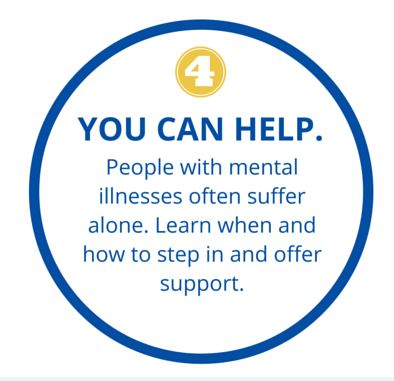 4
YOU CAN HELP.
People with mental
illnesses often suffer
alone. Learn when and
how to step in and offer
support.